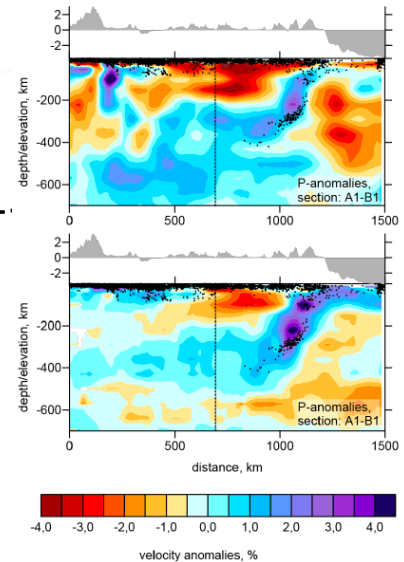 2
0
-2
depth/elevation, km
-200
-400
-600
P-anomalies,
section: A1-B1
0 500 1000 1500
2
0
-2
depth/elevation, km
-200
-400
-600
P-anomalies,
section: A1-B1
0 500 1000 1500
distance, km
-4,0 -3,0 -2,0 -1,0 0,0 1,0 2,0 3,0 4,0
velocity anomalies, %